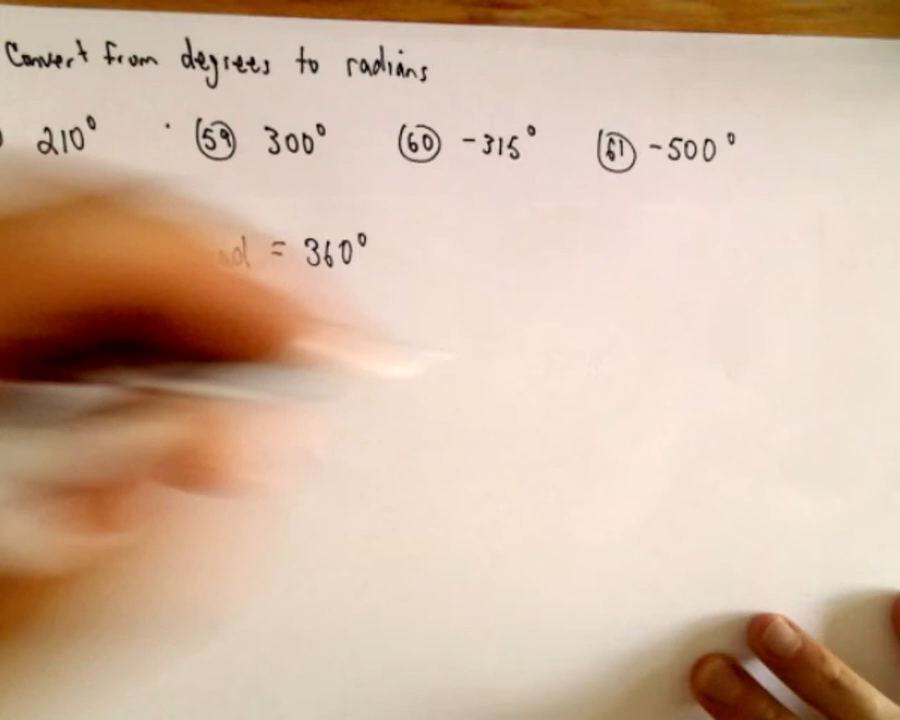 Convert from degrees to radians
210° (59) 300° (60) -315° (61) -500°
= 360°